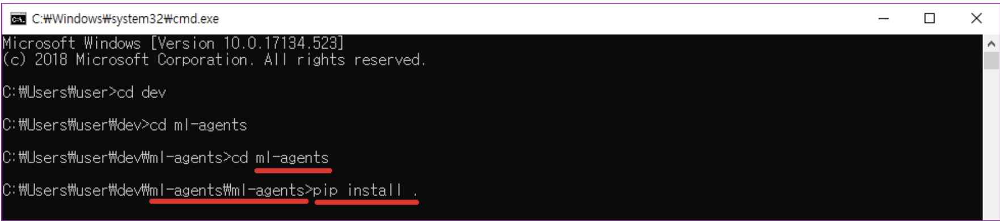 C:₩Windows₩system32₩cmd.exe
Microsoft Windows [Version 10.0.17134.523]
(c) 2018 Microsoft Corporation. All rights reserved.
C:₩Users₩user>cd dev
C:₩Users₩user₩dev>cd ml-agents
C:₩Users₩user₩dev₩ml-agents>cd ml-agents
C:₩Users₩user₩dev₩ml-agents₩ml-agents>pip install .